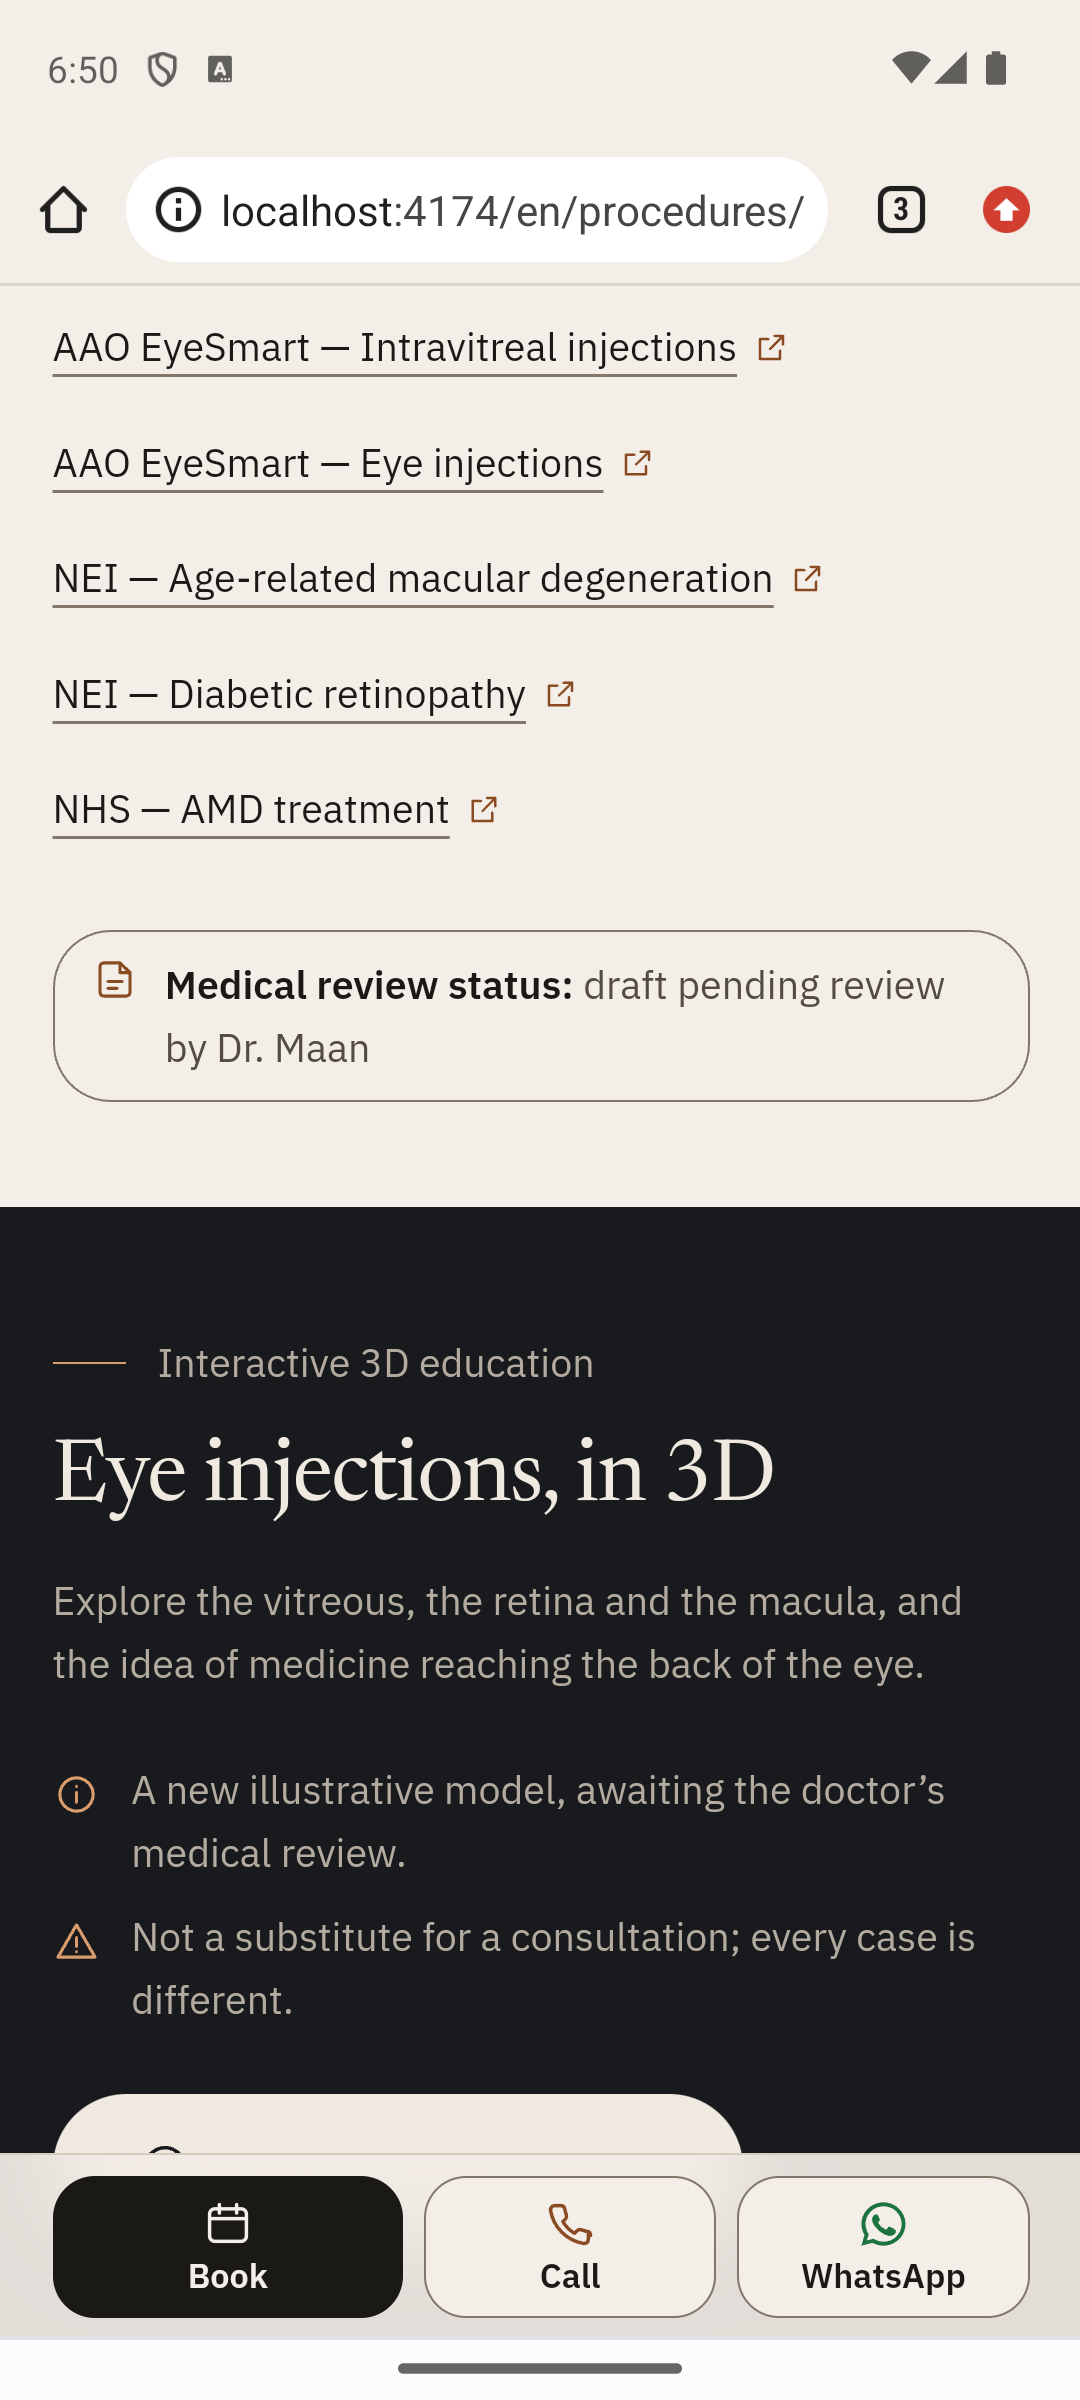 6:50
localhost:4174/en/procedures/
3
AAO EyeSmart — Intravitreal injections
AAO EyeSmart — Eye injections
NEI — Age-related macular degeneration
NEI — Diabetic retinopathy
NHS — AMD treatment
Medical review status: draft pending review
by Dr. Maan
Interactive 3D education
Eye injections, in 3D
Explore the vitreous, the retina and the macula, and
the idea of medicine reaching the back of the eye.
A new illustrative model, awaiting the doctor’s
medical review.
Not a substitute for a consultation; every case is
different.
Book
Call
WhatsApp